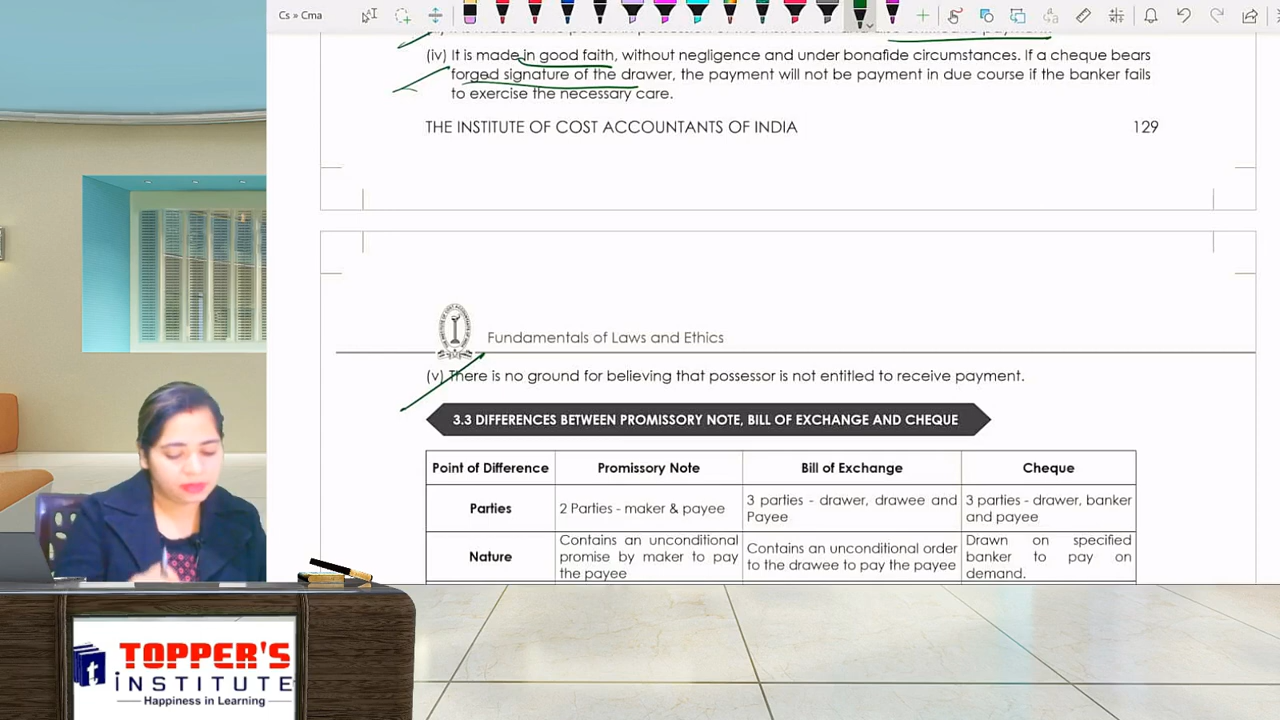 Cs » Cma
(iv) It is made in good faith, without negligence and under bonafide circumstances. If a cheque bears
forged signature of the drawer, the payment will not be payment in due course if the banker fails
to exercise the necessary care.
THE INSTITUTE OF COST ACCOUNTANTS OF INDIA 129
Fundamentals of Laws and Ethics
(v) There is no ground for believing that possessor is not entitled to receive payment.
3.3 DIFFERENCES BETWEEN PROMISSORY NOTE, BILL OF EXCHANGE AND CHEQUE
Point of Difference Promissory Note Bill of Exchange Cheque
Parties 2 Parties - maker & payee 3 parties - drawer, drawee and Payee 3 parties - drawer, banker and payee
Nature Contains an unconditional promise by maker to pay the payee Contains an unconditional order to the drawee to pay the payee Drawn on specified banker to pay on demand.
t
TOPPER'S
INSTITUTE
Happiness in Learning